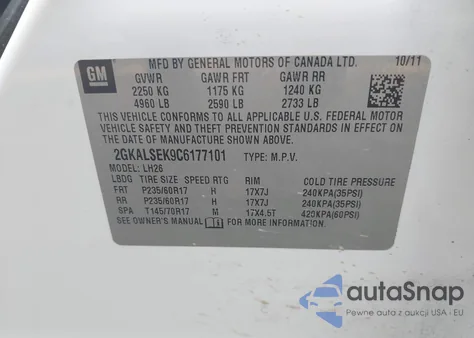 MFD BY GENERAL MOTORS OF CANADA LTD. 10/11
GM
GVWR GAWR FRT GAWR RR
2250 KG 1175 KG 1240 KG
4960 LB 2590 LB 2733 LB
THIS VEHICLE CONFORMS TO ALL APPLICABLE U.S. FEDERAL MOTOR
VEHICLE SAFETY AND THEFT PREVENTION STANDARDS IN EFFECT ON
THE DATE OF MANUFACTURE SHOWN ABOVE.
2GKALSEK9C6177101 TYPE: M.P.V.
MODEL: LH26
LBDG TIRE SIZE SPEED RTG RIM COLD TIRE PRESSURE
FRT P235/60R17 H 17X7J 240KPA(35PSI)
RR P235/60R17 H 17X7J 240KPA(35PSI)
SPA T145/70R17 M 17X4.5T 420KPA(60PSI)
SEE OWNER'S MANUAL FOR MORE INFORMATION.
autoSnap
Pewne auta z aukcji USA i EU